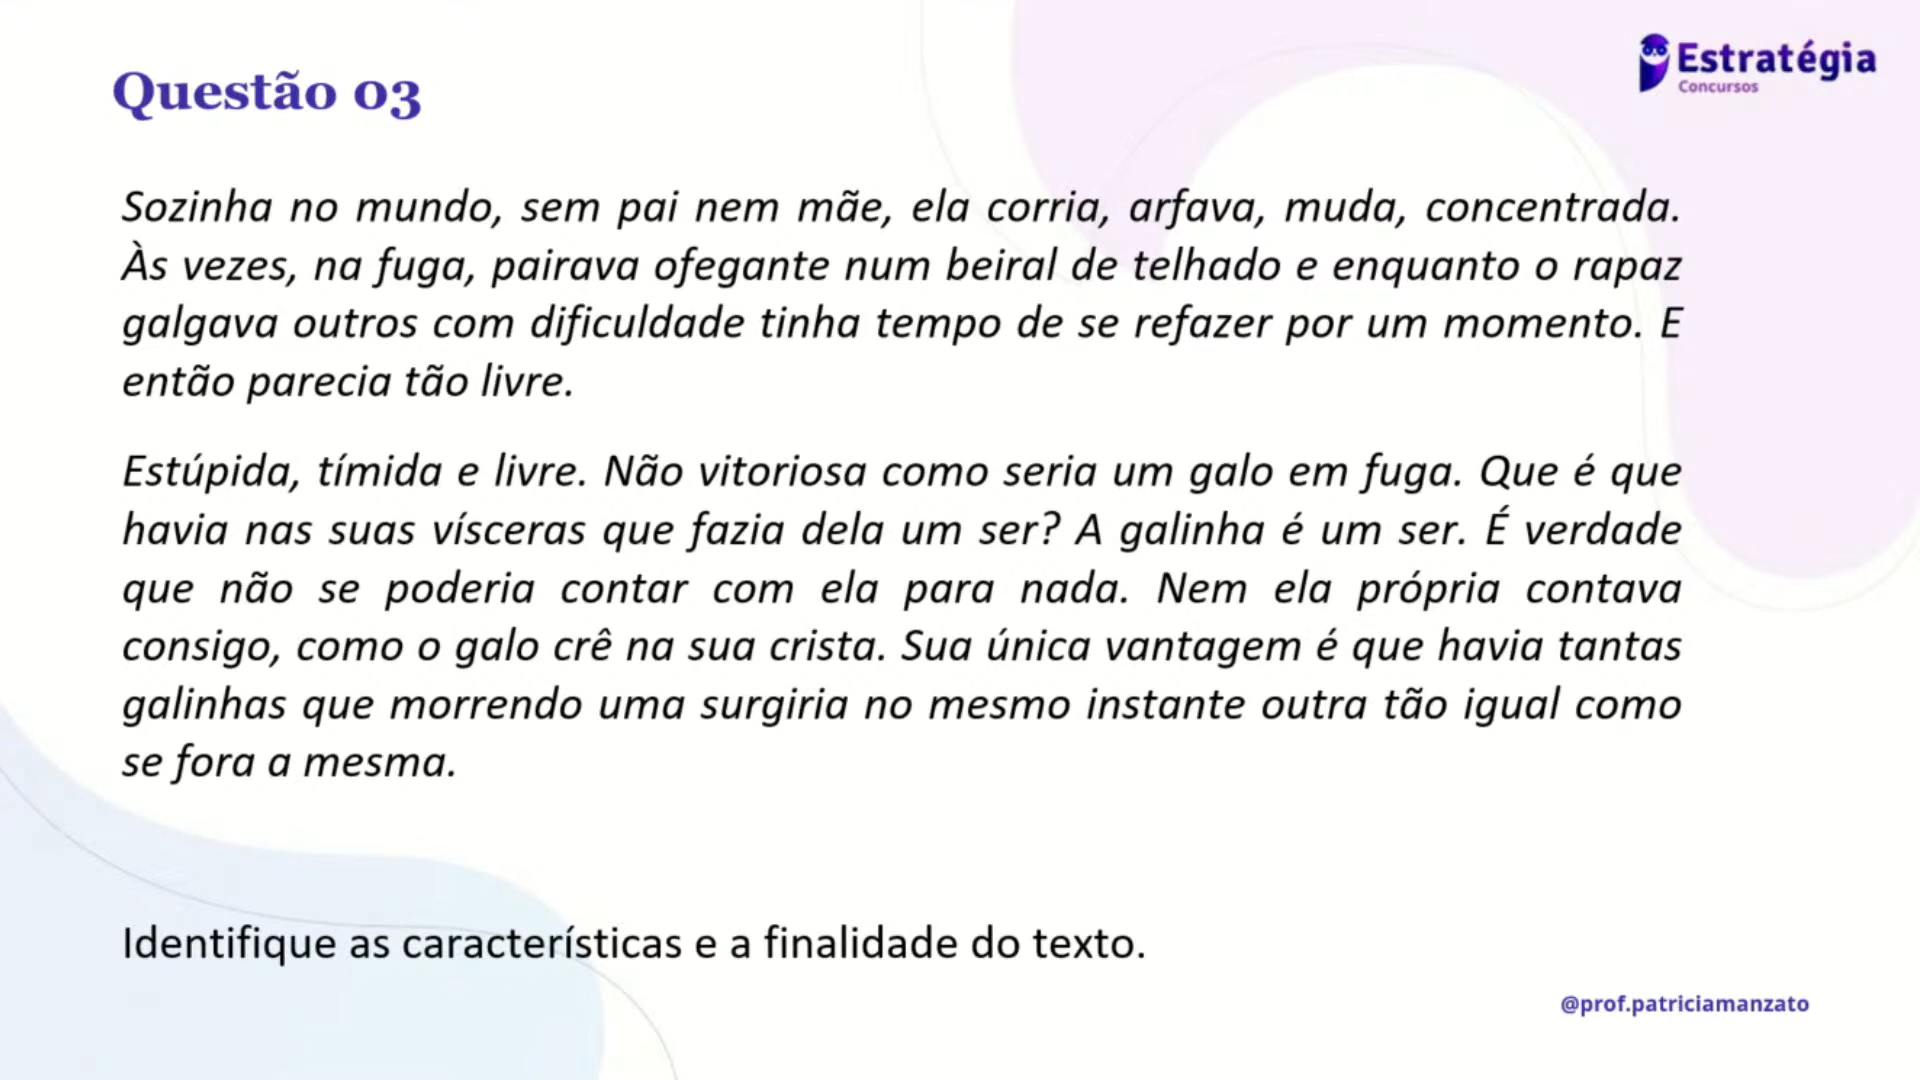 Questão 03
Estratégia
Concursos
Sozinha no mundo, sem pai nem mãe, ela corria, arfava, muda, concentrada.
Às vezes, na fuga, pairava ofegante num beiral de telhado e enquanto o rapaz
galgava outros com dificuldade tinha tempo de se refazer por um momento. E
então parecia tão livre.
Estúpida, tímida e livre. Não vitoriosa como seria um galo em fuga. Que é que
havia nas suas vísceras que fazia dela um ser? A galinha é um ser. É verdade
que não se poderia contar com ela para nada. Nem ela própria contava
consigo, como o galo crê na sua crista. Sua única vantagem é que havia tantas
galinhas que morrendo uma surgiria no mesmo instante outra tão igual como
se fora a mesma.
Identifique as características e a finalidade do texto.
@prof.patriciamanzato